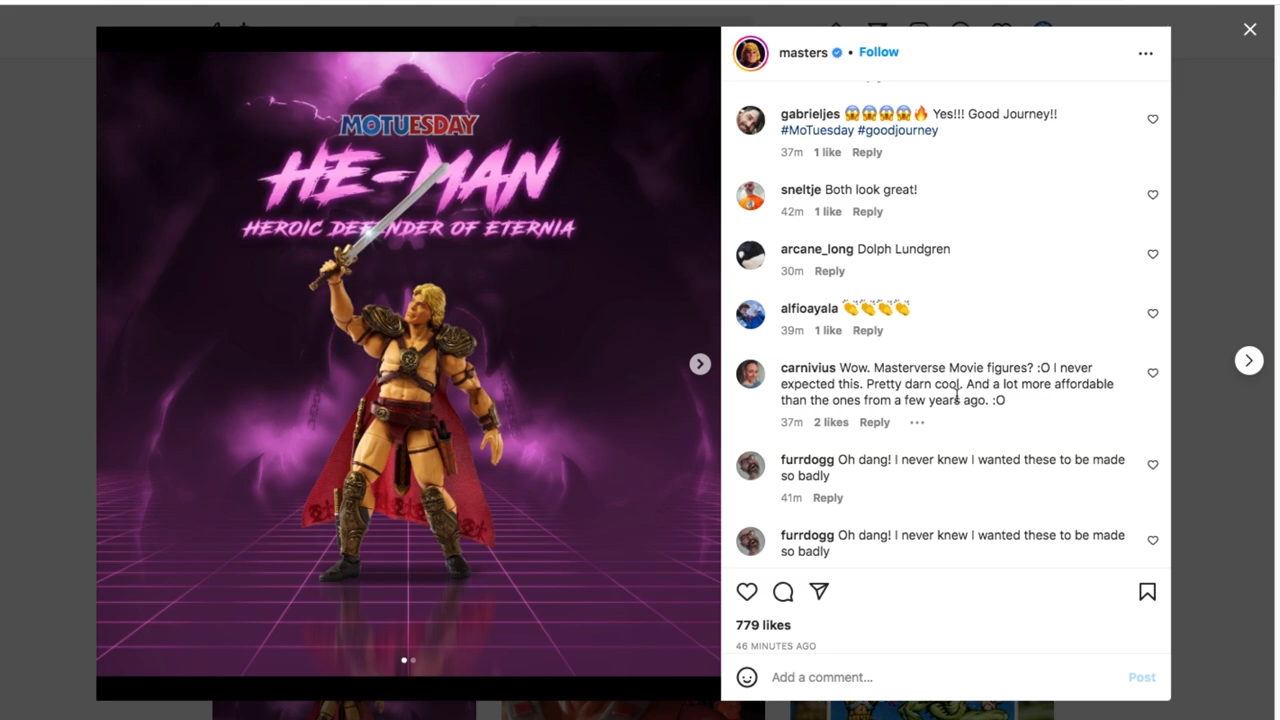 MOTUESDAY
HE-MAN
HEROIC DEFENDER OF ETERNIA
masters • Follow
gabrieljes 😱😱😱😱🔥 Yes!!! Good Journey!!
#MoTuesday #goodjourney
37m 1 like Reply
sneltje Both look great!
42m 1 like Reply
arcane_long Dolph Lundgren
30m Reply
alfioayala 👏👏👏👏
39m 1 like Reply
carnivius Wow. Masterverse Movie figures? :O I never
expected this. Pretty darn cool. And a lot more affordable
than the ones from a few years ago. :O
37m 2 likes Reply
furrdogg Oh dang! I never knew I wanted these to be made
so badly
41m Reply
furrdogg Oh dang! I never knew I wanted these to be made
so badly
779 likes
46 MINUTES AGO
Add a comment... Post